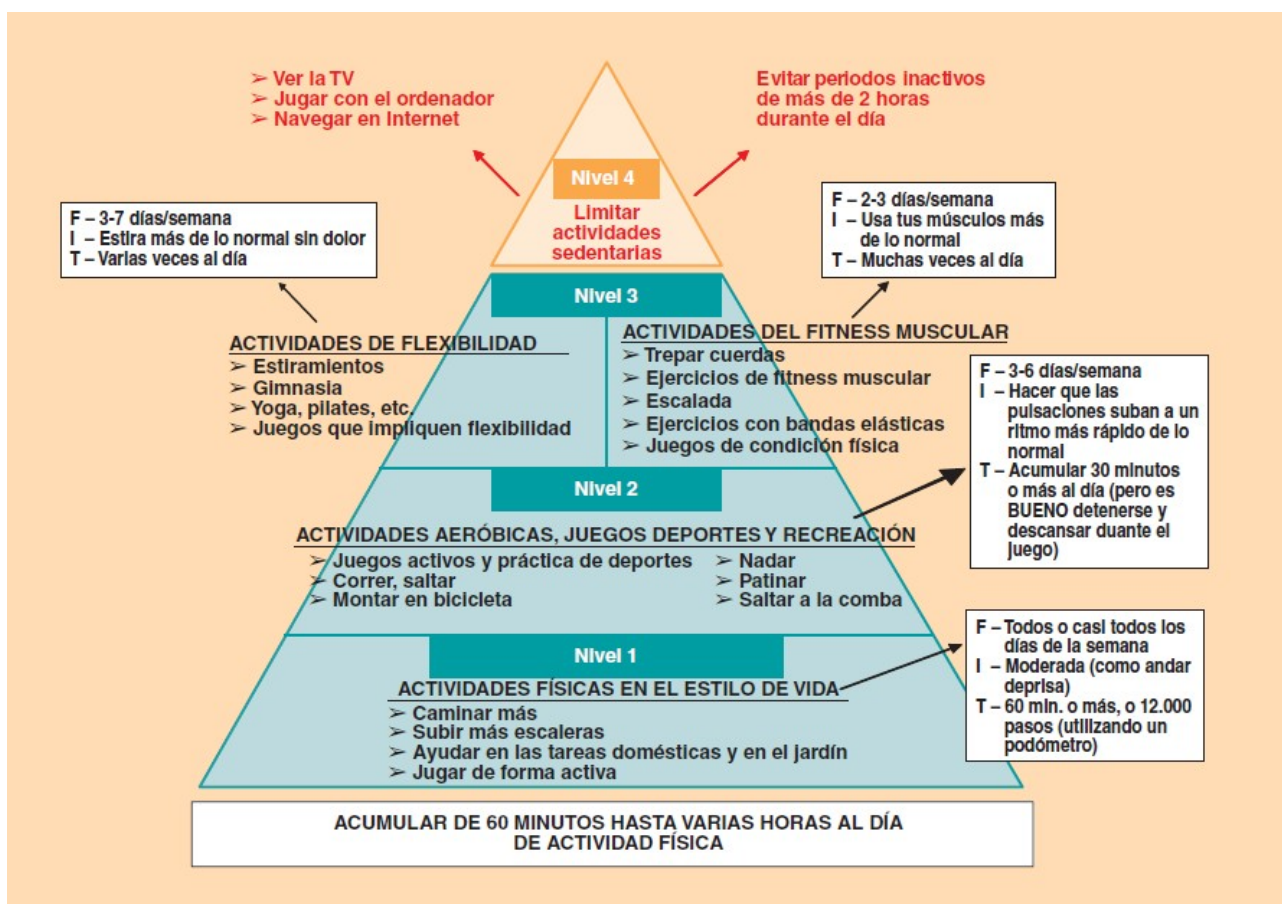 ➢ Ver la TV
➢ Jugar con el ordenador
➢ Navegar en Internet
Evitar periodos inactivos
de más de 2 horas
durante el día
Nivel 4
Limitar
actividades
sedentarias
F – 3-7 días/semana
I – Estira más de lo normal sin dolor
T – Varias veces al día
F – 2-3 días/semana
I – Usa tus músculos más
de lo normal
T – Muchas veces al día
Nivel 3
ACTIVIDADES DE FLEXIBILIDAD
➢ Estiramientos
➢ Gimnasia
➢ Yoga, pilates, etc.
➢ Juegos que impliquen flexibilidad
ACTIVIDADES DEL FITNESS MUSCULAR
➢ Trepar cuerdas
➢ Ejercicios de fitness muscular
➢ Escalada
➢ Ejercicios con bandas elásticas
➢ Juegos de condición física
F – 3-6 días/semana
I – Hacer que las
pulsaciones suban a un
ritmo más rápido de lo
normal
T – Acumular 30 minutos
o más al día (pero es
BUENO detenerse y
descansar duante el
juego)
Nivel 2
ACTIVIDADES AERÓBICAS, JUEGOS DEPORTES Y RECREACIÓN
➢ Juegos activos y práctica de deportes
➢ Correr, saltar
➢ Montar en bicicleta
➢ Nadar
➢ Patinar
➢ Saltar a la comba
F – Todos o casi todos los
días de la semana
I – Moderada (como andar
deprisa)
T – 60 min. o más, o 12.000
pasos (utilizando un
podómetro)
Nivel 1
ACTIVIDADES FÍSICAS EN EL ESTILO DE VIDA
➢ Caminar más
➢ Subir más escaleras
➢ Ayudar en las tareas domésticas y en el jardín
➢ Jugar de forma activa
ACUMULAR DE 60 MINUTOS HASTA VARIAS HORAS AL DÍA
DE ACTIVIDAD FÍSICA